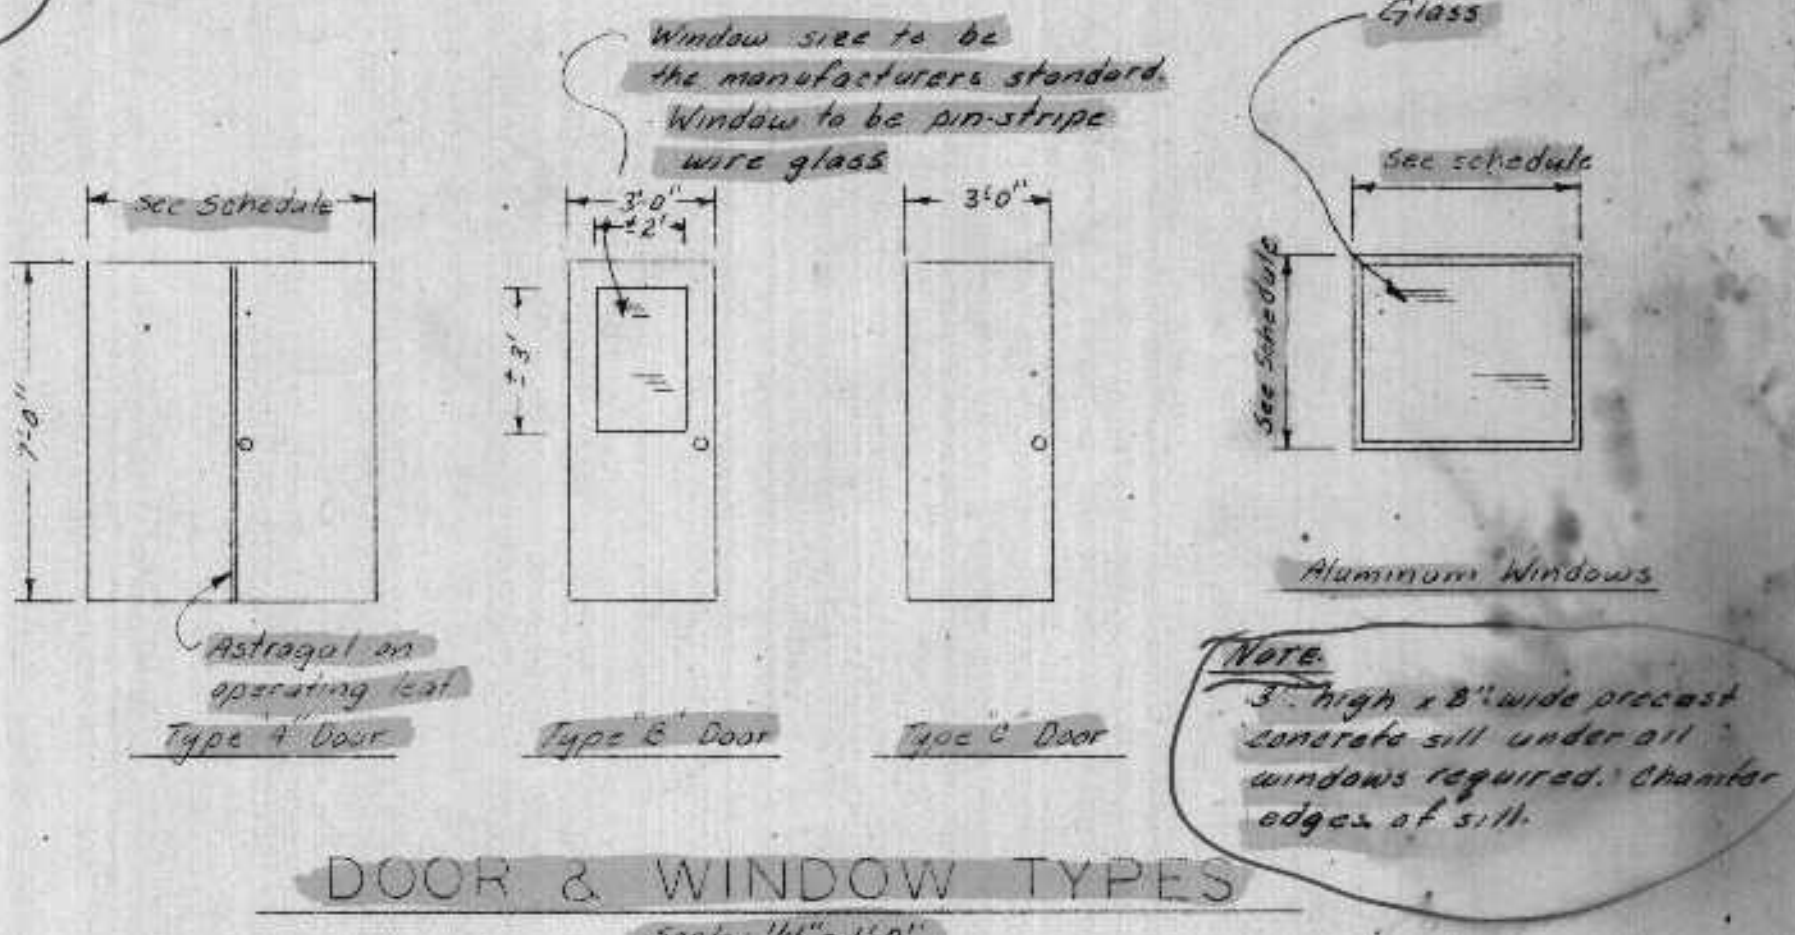 Glass
Window size to be
the manufacturers standard.
Window to be pin-stripe
wire glass
See Schedule
3'-0"
±2'
3'-0"
See schedule
7'-0"
±3'
See Schedule
Aluminum Windows
Astragal on
operating leaf
Type "A" Door
Type "B" Door
Type "C" Door
NOTE.
3" high x 8" wide precast
concrete sill under all
windows required. Chamfer
edges of sill.
DOOR & WINDOW TYPES